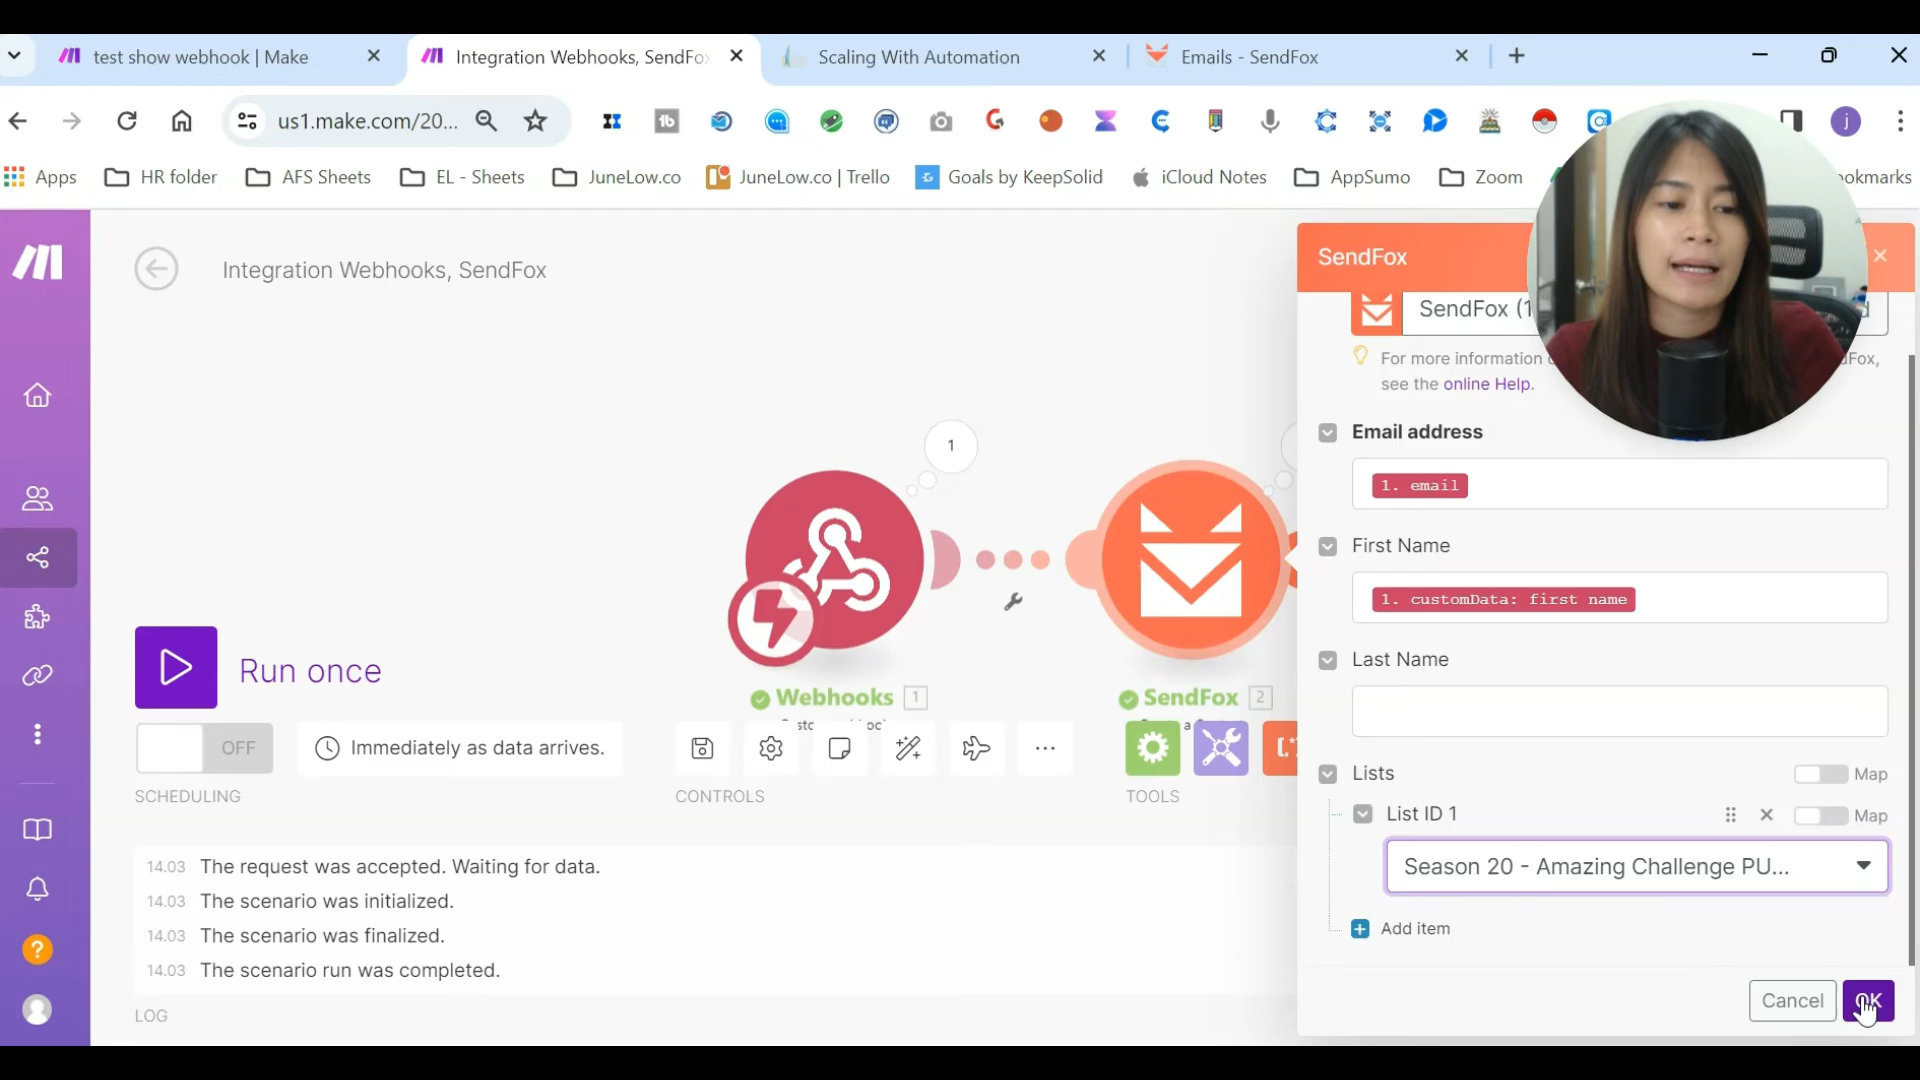 test show webhook | Make
Integration Webhooks, SendFo
Scaling With Automation
Emails - SendFox
us1.make.com/20...
Apps
HR folder
AFS Sheets
EL - Sheets
JuneLow.co
JuneLow.co | Trello
Goals by KeepSolid
iCloud Notes
AppSumo
Zoom
ookmarks
j
Integration Webhooks, SendFox
SendFox
SendFox (1
For more information
Fox,
see the online Help.
Email address
1. email
First Name
1. customData: first name
Last Name
Lists
Map
List ID 1
Map
Season 20 - Amazing Challenge PU...
Add item
Cancel
OK
1
Webhooks 1
SendFox 2
Run once
OFF
Immediately as data arrives.
SCHEDULING
CONTROLS
TOOLS
14.03 The request was accepted. Waiting for data.
14.03 The scenario was initialized.
14.03 The scenario was finalized.
14.03 The scenario run was completed.
LOG